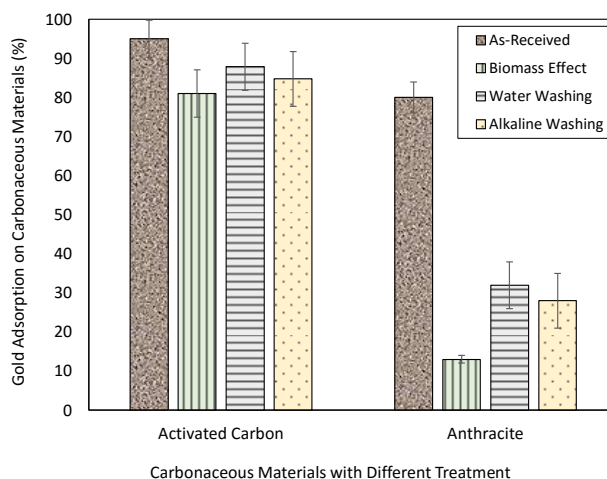 Gold Adsorption on Carbonaceous Materials (%)
100
90
80
70
60
50
40
30
20
10
0
As-Received
Biomass Effect
Water Washing
Alkaline Washing
Activated Carbon
Anthracite
Carbonaceous Materials with Different Treatment